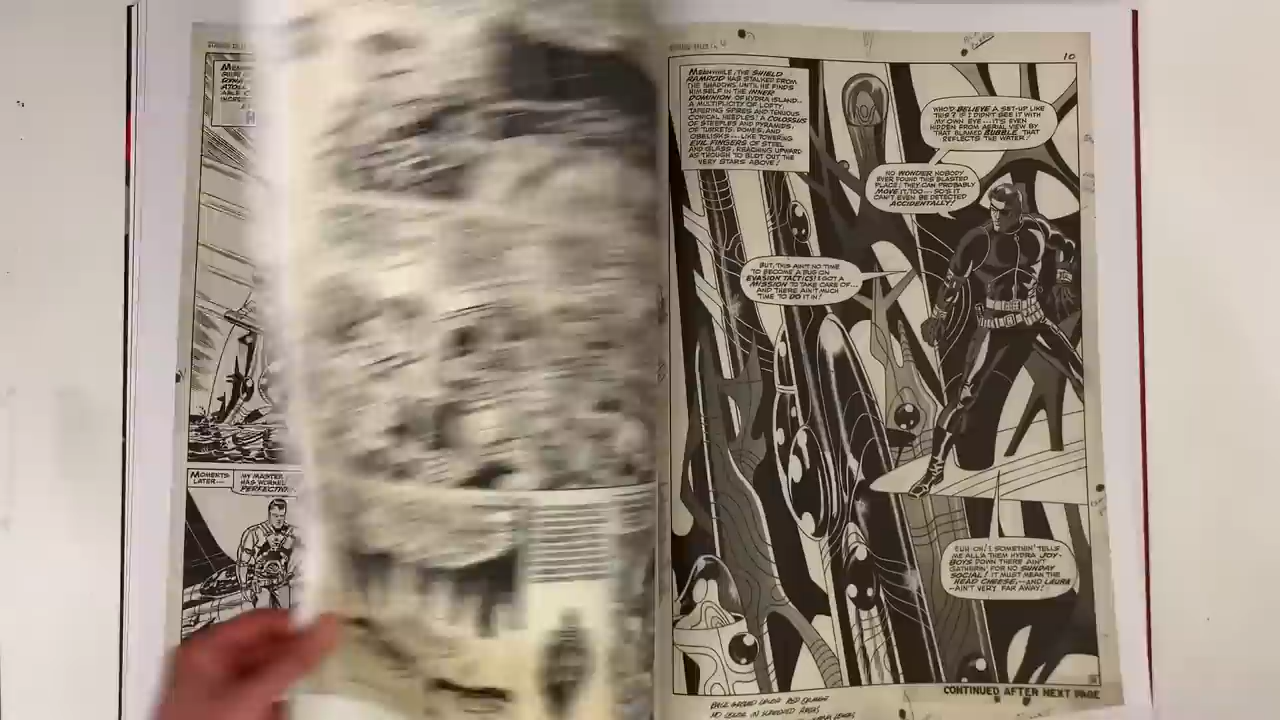 MOMENTS
LATER---
MY MASTER
HAS WORKED
PERFECTION
10
MEANWHILE, THE SHIELD
RAMROD HAS STALKED FROM
THE SHADOWS, UNTIL HE FINDS
HIMSELF IN THE INNER
DOMINION OF HYDRA ISLAND..
A MULTIPLICITY OF LOFTY,
TAPERING SPIRES AND TENUOUS
CONICAL NEEDLES! A COLOSSUS
OF STEEPLES AND PYRAMIDS,
OF TURRETS, DOMES, AND
OBELISKS--- LIKE TOWERING
EVIL FINGERS OF STEEL
AND GLASS, REACHING UPWARD
AS THOUGH TO BLOT OUT THE
VERY STARS ABOVE!
WHO'D BELIEVE A SET-UP LIKE
THIS? IF I DIDN'T SEE IT WITH
MY OWN EYE---IT'S EVEN
HIDDEN FROM AERIAL VIEW BY
THAT BLAMED BUBBLE THAT
REFLECTS THE WATER!
NO WONDER NOBODY
EVER FOUND THIS BLASTED
PLACE! THEY CAN PROBABLY
MOVE IT, TOO--- SO'S IT
CAN'T EVEN BE DETECTED
ACCIDENTALLY!
BUT, THIS AIN'T NO TIME
TO BECOME A BUG ON
EVASION TACTICS! I GOT A
MISSION TO TAKE CARE OF---
AND THERE AIN'T MUCH
TIME TO DO IT IN!
UH-OH! SOMETHIN' TELLS
ME ALL'A THEM HYDRA JOY-
BOYS DOWN THERE AIN'T
GATHERIN' FOR NO SUNDAY
SOCIAL! IT MUST MEAN THE
HEAD CHEESE---AND LAURA
--AIN'T VERY FAR AWAY!
CONTINUED AFTER NEXT PAGE
NO COLOR IN